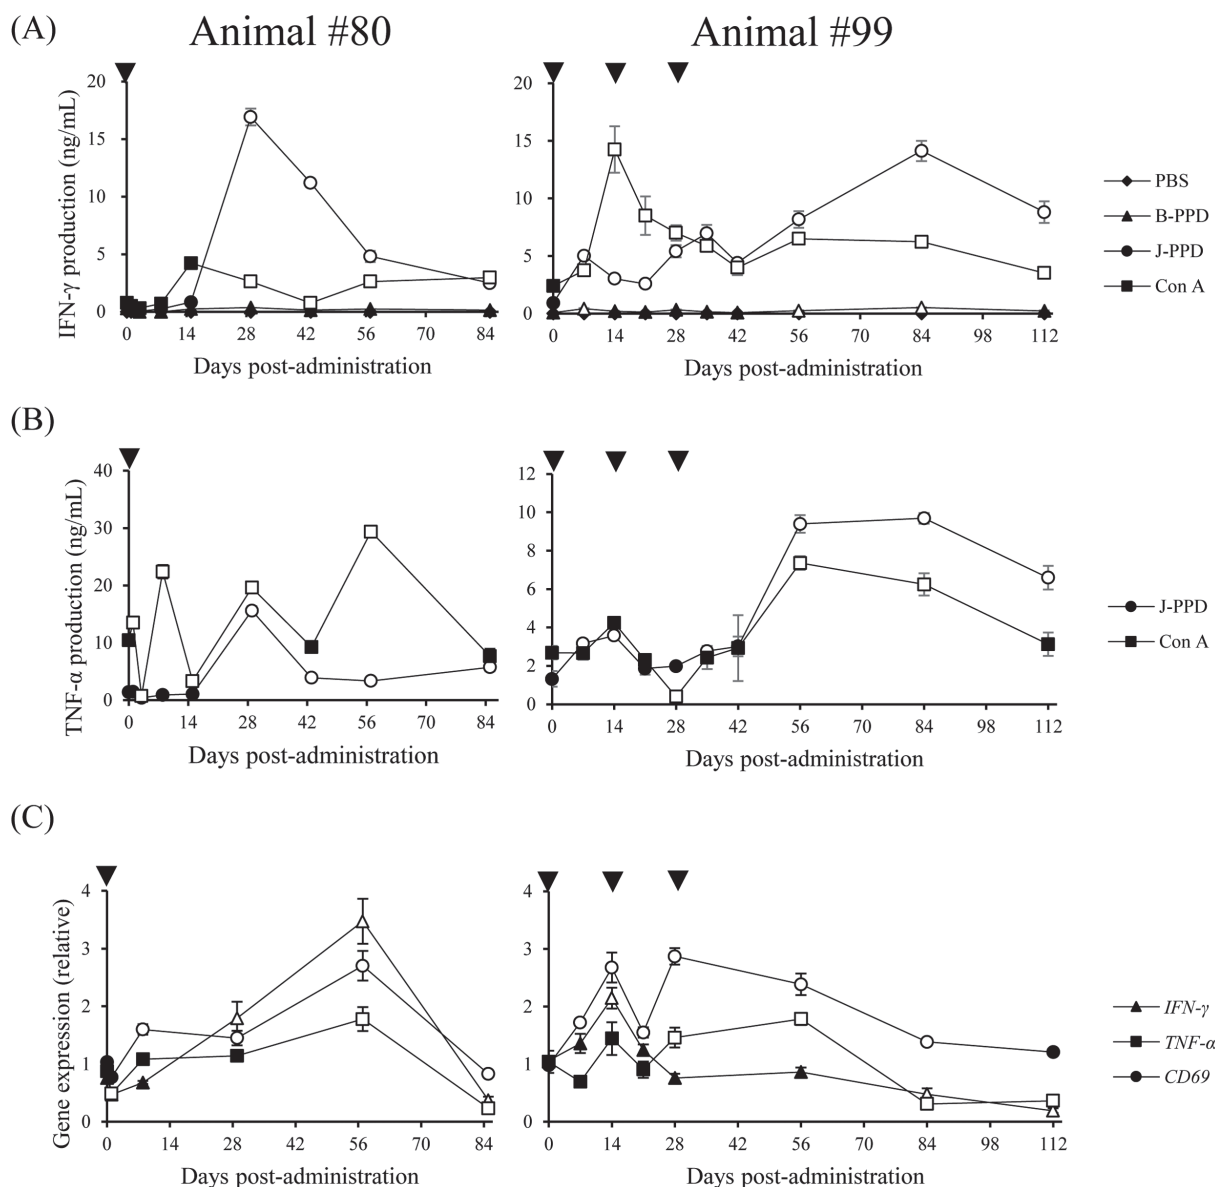 (A)
Animal #80
Animal #99
IFN-γ production (ng/mL)
20
15
10
5
0
0 14 28 42 56 70 84
Days post-administration
20
15
10
5
0
0 14 28 42 56 70 84 98 112
Days post-administration
PBS
B-PPD
J-PPD
Con A
(B)
TNF-α production (ng/mL)
40
30
20
10
0
0 14 28 42 56 70 84
Days post-administration
12
10
8
6
4
2
0
0 14 28 42 56 70 84 98 112
Days post-administration
J-PPD
Con A
(C)
Gene expression (relative)
4
3
2
1
0
0 14 28 42 56 70 84
Days post-administration
4
3
2
1
0
0 14 28 42 56 70 84 98 112
Days post-administration
IFN-γ
TNF-α
CD69